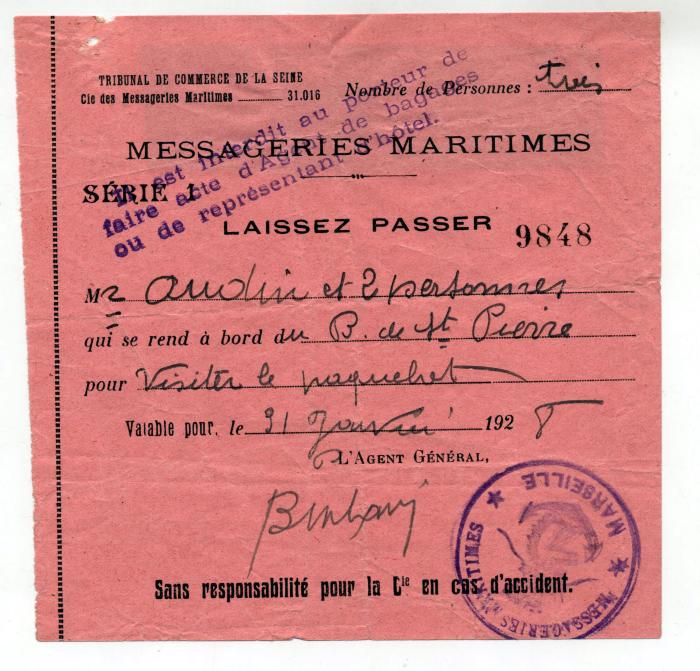 TRIBUNAL DE COMMERCE DE LA SEINE
Cie des Messageries Maritimes 31.016
Nombre de Personnes : trois
Il est interdit au porteur de
faire acte d'Agent de bagages
ou de représentant d'hôtel.
MESSAGERIES MARITIMES
SÉRIE 1
LAISSEZ PASSER 9848
Mr Audin et 2 personnes
qui se rend à bord du B. de St Pierre
pour Visiter le paquebot
Valable pour, le 31 Janvier 1928
L'AGENT GÉNÉRAL,
Sans responsabilité pour la Cie en cas d'accident.
MESSAGERIES MARITIMES ★ MARSEILLE ★